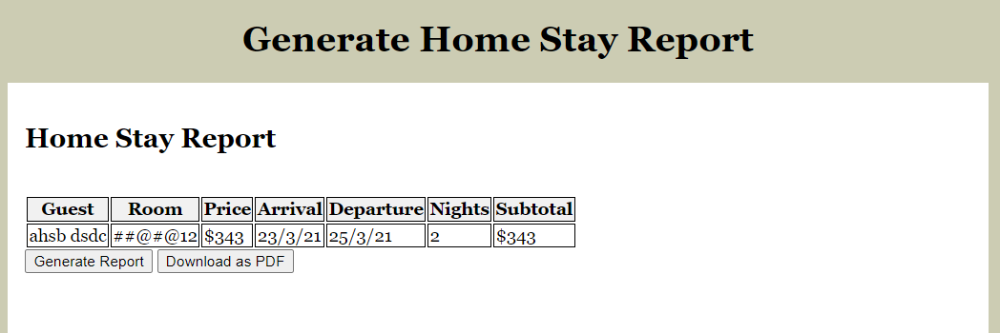 Generate Home Stay Report
Home Stay Report
Guest Room Price Arrival Departure Nights Subtotal
ahsb dsdc ##@#@12 $343 23/3/21 25/3/21 2 $343
Generate Report Download as PDF